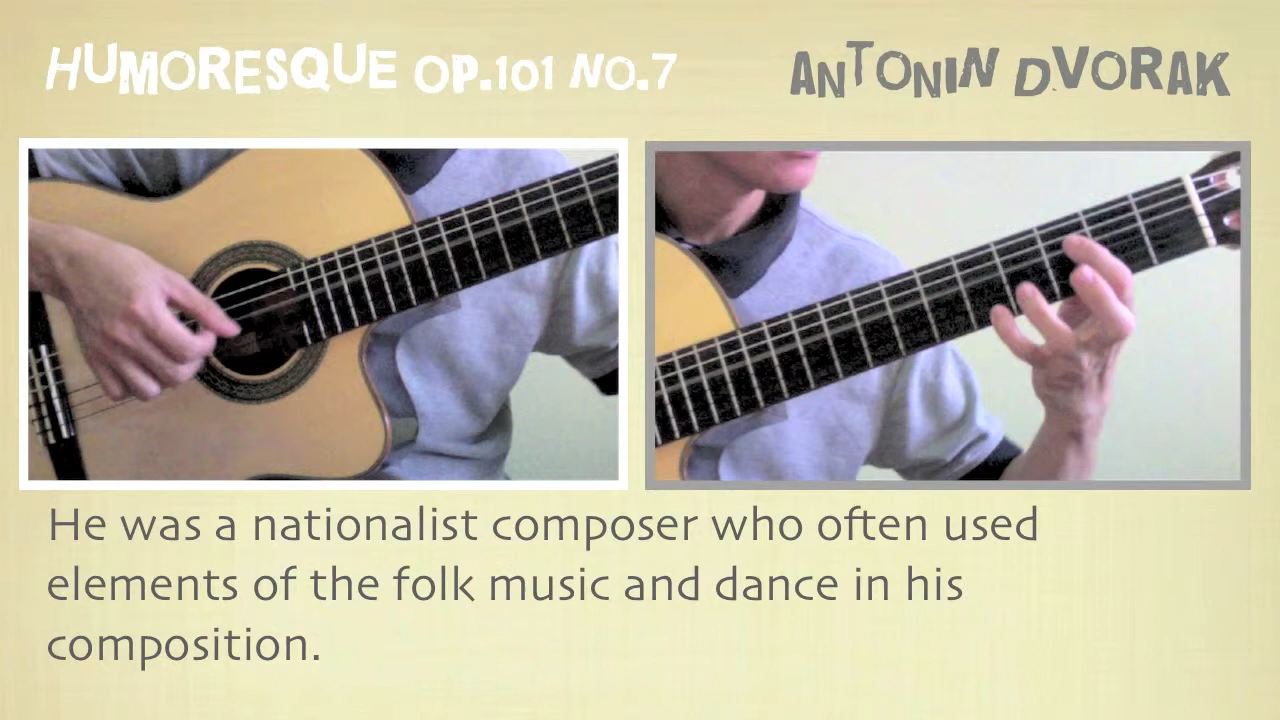 HUMORESQUE OP.101 NO.7
ANTONIN DVORAK
He was a nationalist composer who often used
elements of the folk music and dance in his
composition.